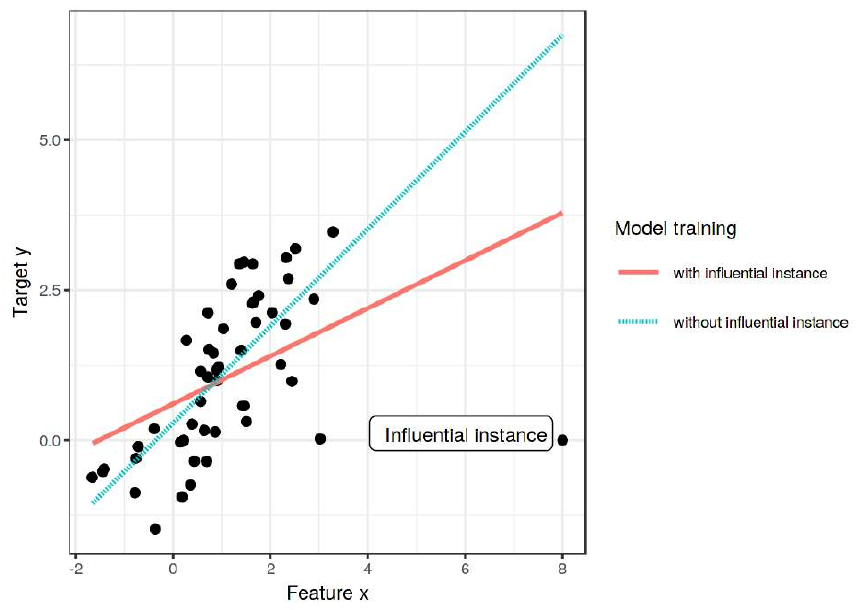 5.0
2.5
0.0
-2
0
2
4
6
8
Feature x
Target y
Influential instance
Model training
with influential instance
without influential instance